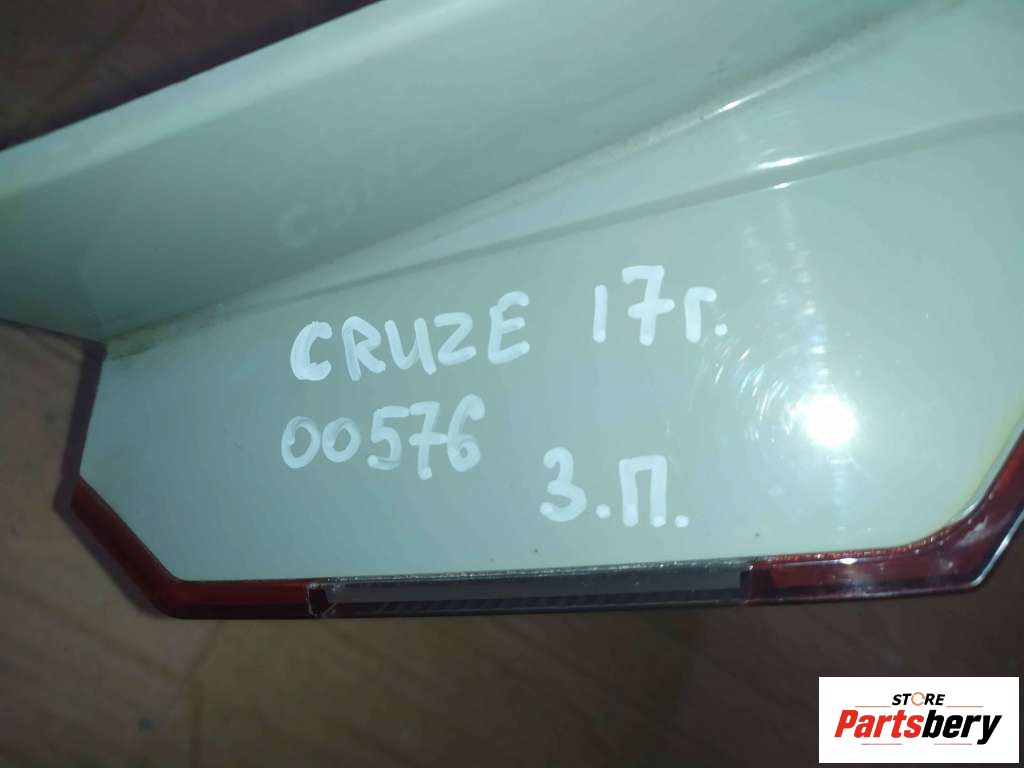 CRUZE 17г.
00576
З.П.
STORE
Partsbery